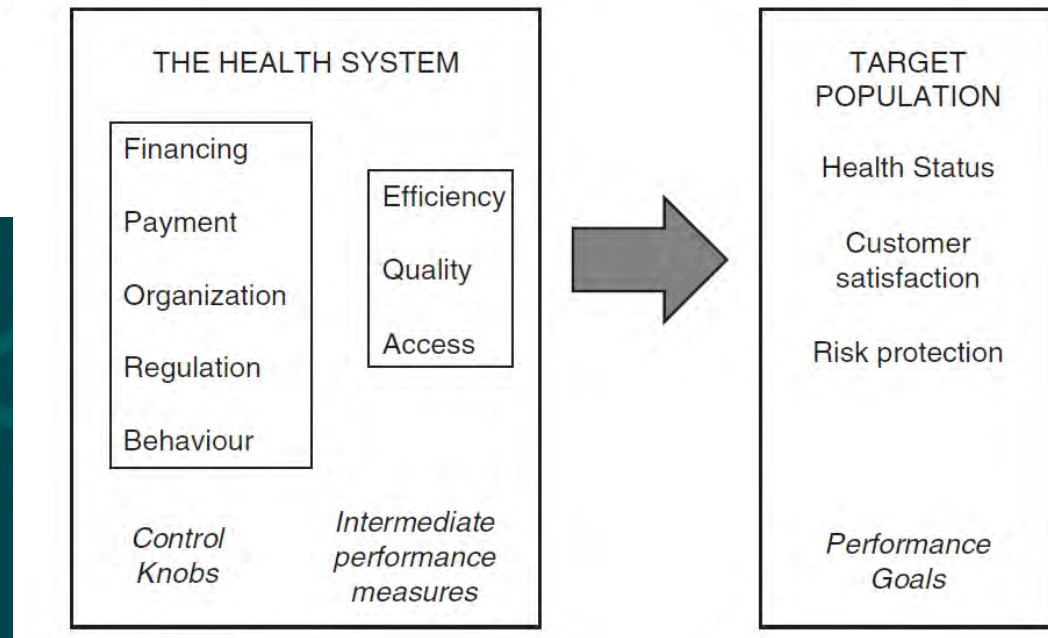 THE HEALTH SYSTEM
Financing
Payment
Organization
Regulation
Behaviour
Control
Knobs
Efficiency
Quality
Access
Intermediate
performance
measures
TARGET
POPULATION
Health Status
Customer
satisfaction
Risk protection
Performance
Goals